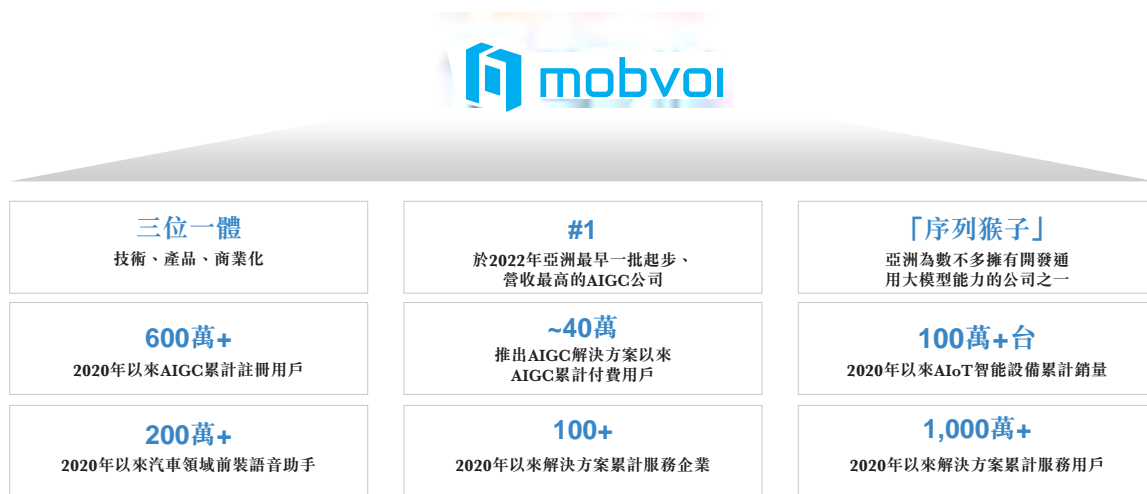 mobvoi
三位一體
技術、產品、商業化
#1
於2022年亞洲最早一批起步、
營收最高的AIGC公司
「序列猴子」
亞洲為數不多擁有開發通
用大模型能力的公司之一
600萬+
2020年以來AIGC累計註冊用戶
~40萬
推出AIGC解決方案以來
AIGC累計付費用戶
100萬+台
2020年以來AIoT智能設備累計銷量
200萬+
2020年以來汽車領域前裝語音助手
100+
2020年以來解決方案累計服務企業
1,000萬+
2020年以來解決方案累計服務用戶